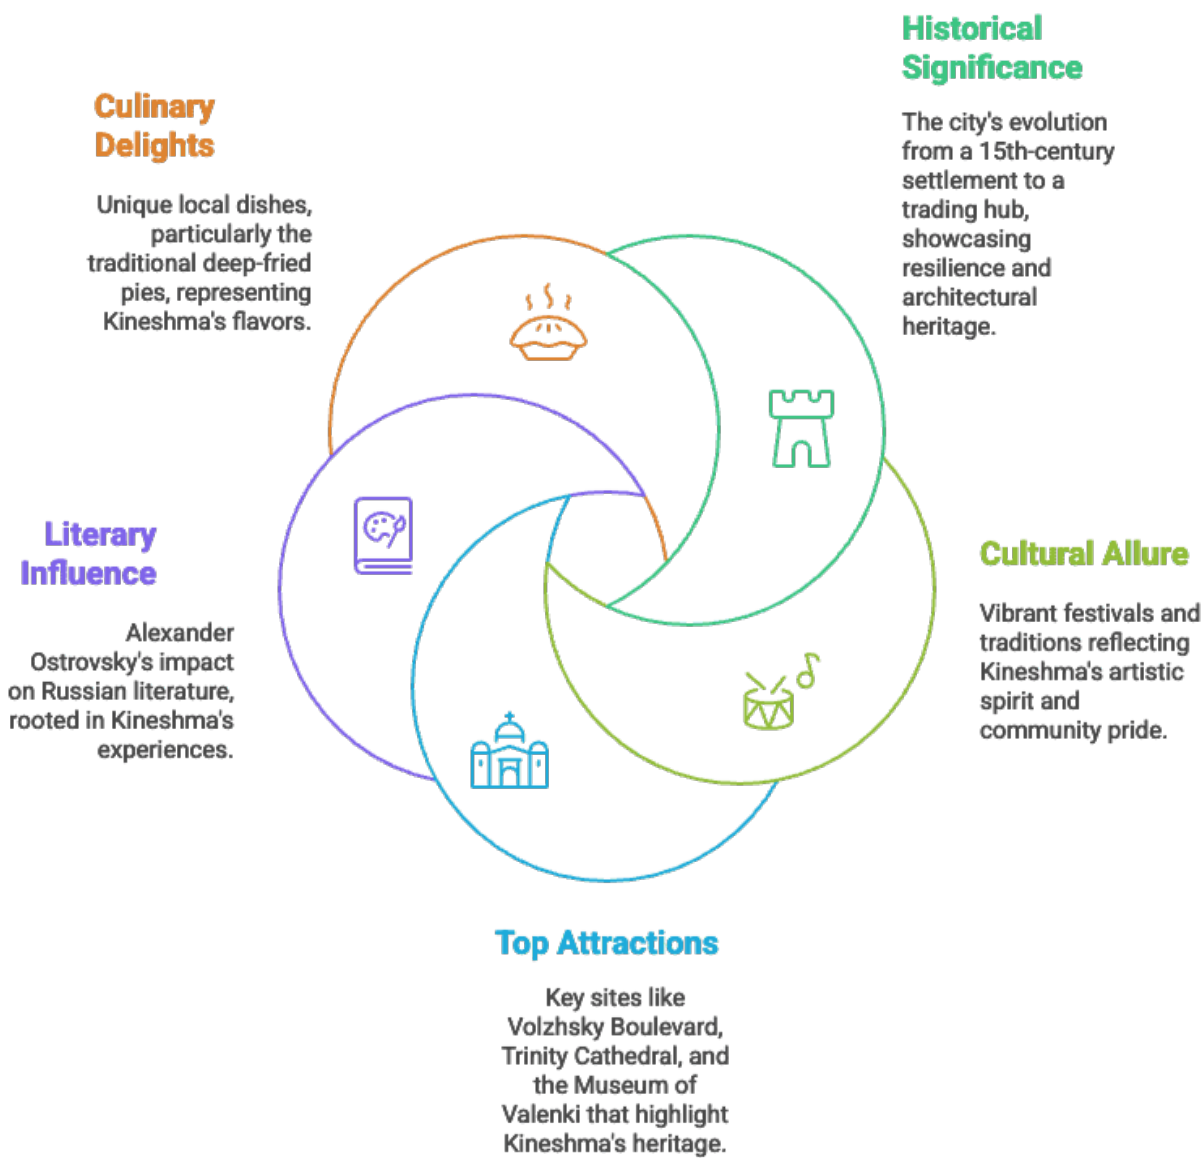 Historical
Significance
The city's evolution
from a 15th-century
settlement to a
trading hub,
showcasing
resilience and
architectural
heritage.
Culinary
Delights
Unique local dishes,
particularly the
traditional deep-fried
pies, representing
Kineshma's flavors.
Literary
Influence
Alexander
Ostrovsky's impact
on Russian literature,
rooted in Kineshma's
experiences.
Cultural Allure
Vibrant festivals and
traditions reflecting
Kineshma's artistic
spirit and
community pride.
Top Attractions
Key sites like
Volzhsky Boulevard,
Trinity Cathedral, and
the Museum of
Valenki that highlight
Kineshma's heritage.